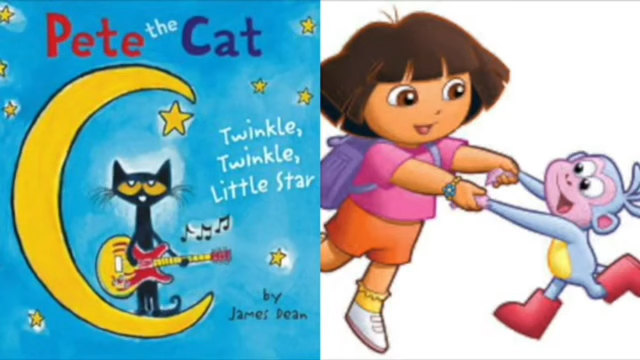 Pete the Cat
Twinkle,
Twinkle,
Little Star
by
James Dean